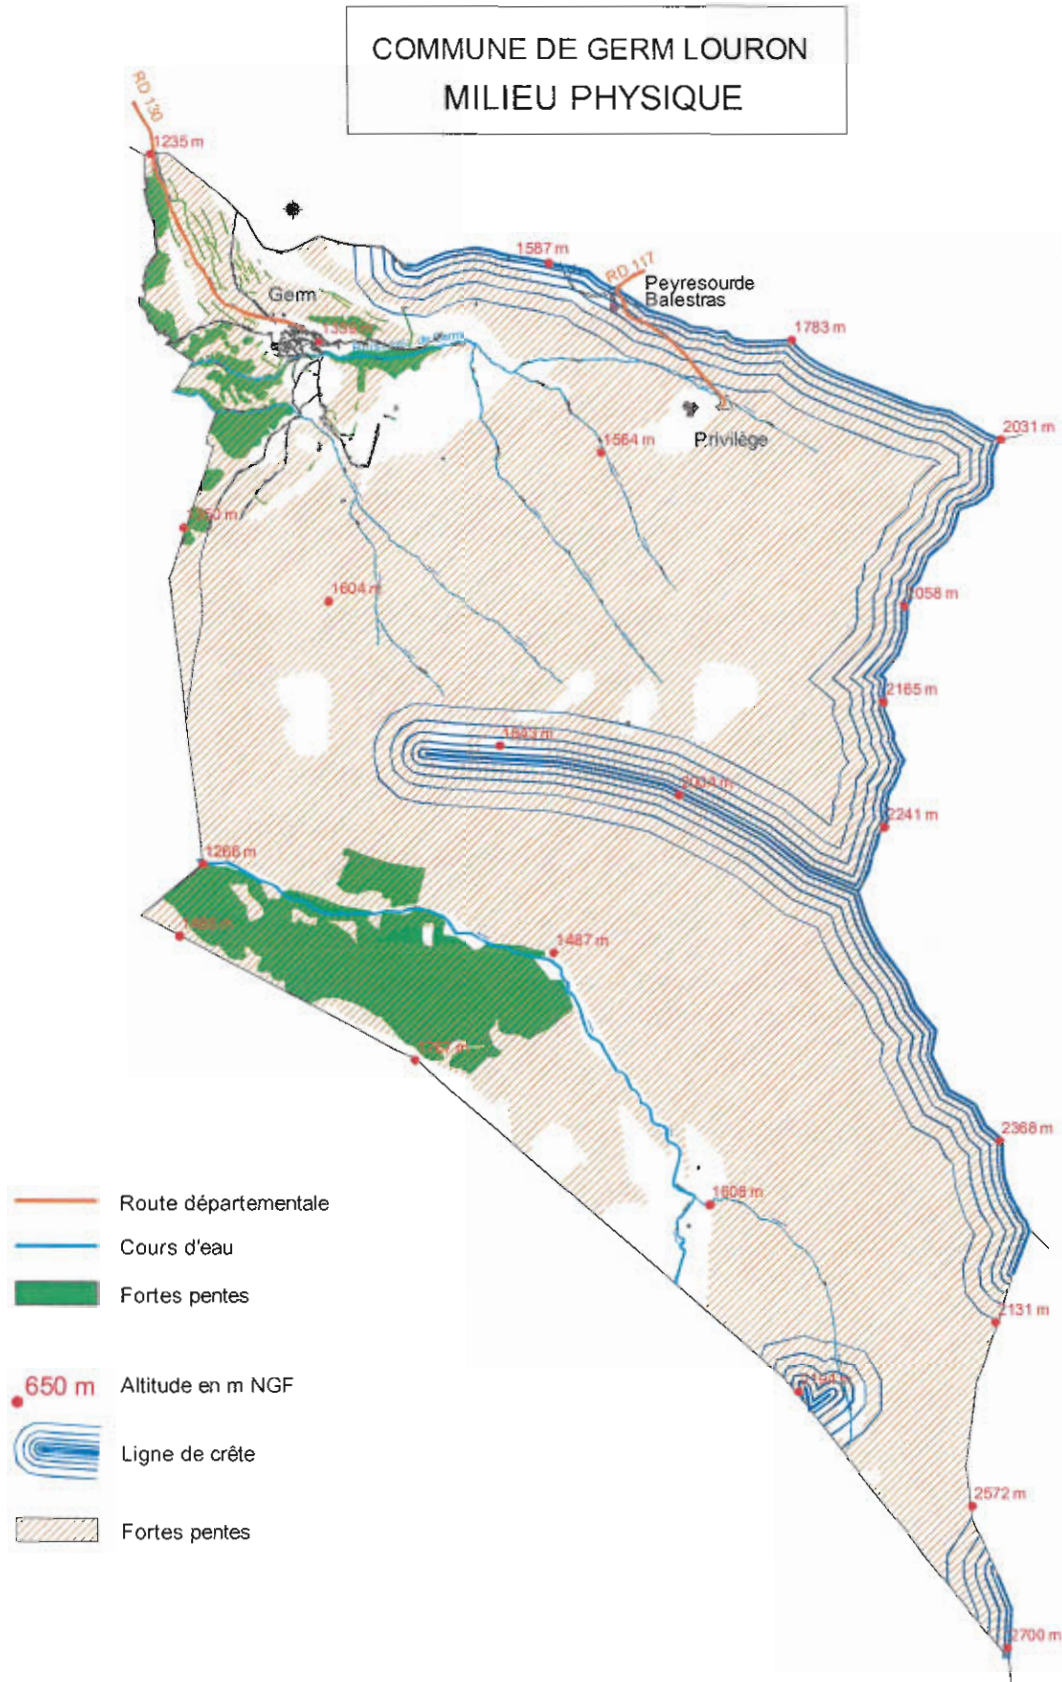 COMMUNE DE GERM LOURON
MILIEU PHYSIQUE
RD 130
1235 m
1587 m
RD 117
Peyresourde
Balestras
Germ
1783 m
2031 m
Privilège
1564 m
1604 m
2058 m
2165 m
1843 m
2241 m
1266 m
1487 m
2368 m
1608 m
2131 m
2572 m
2700 m
Route départementale
Cours d'eau
Fortes pentes
650 m
Altitude en m NGF
Ligne de crête
Fortes pentes